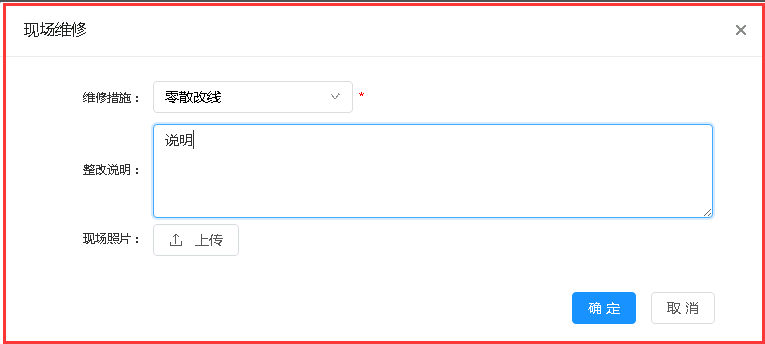 现场维修
维修措施： 零散改线 *
整改说明： 说明
现场照片： 上传
确 定 取 消